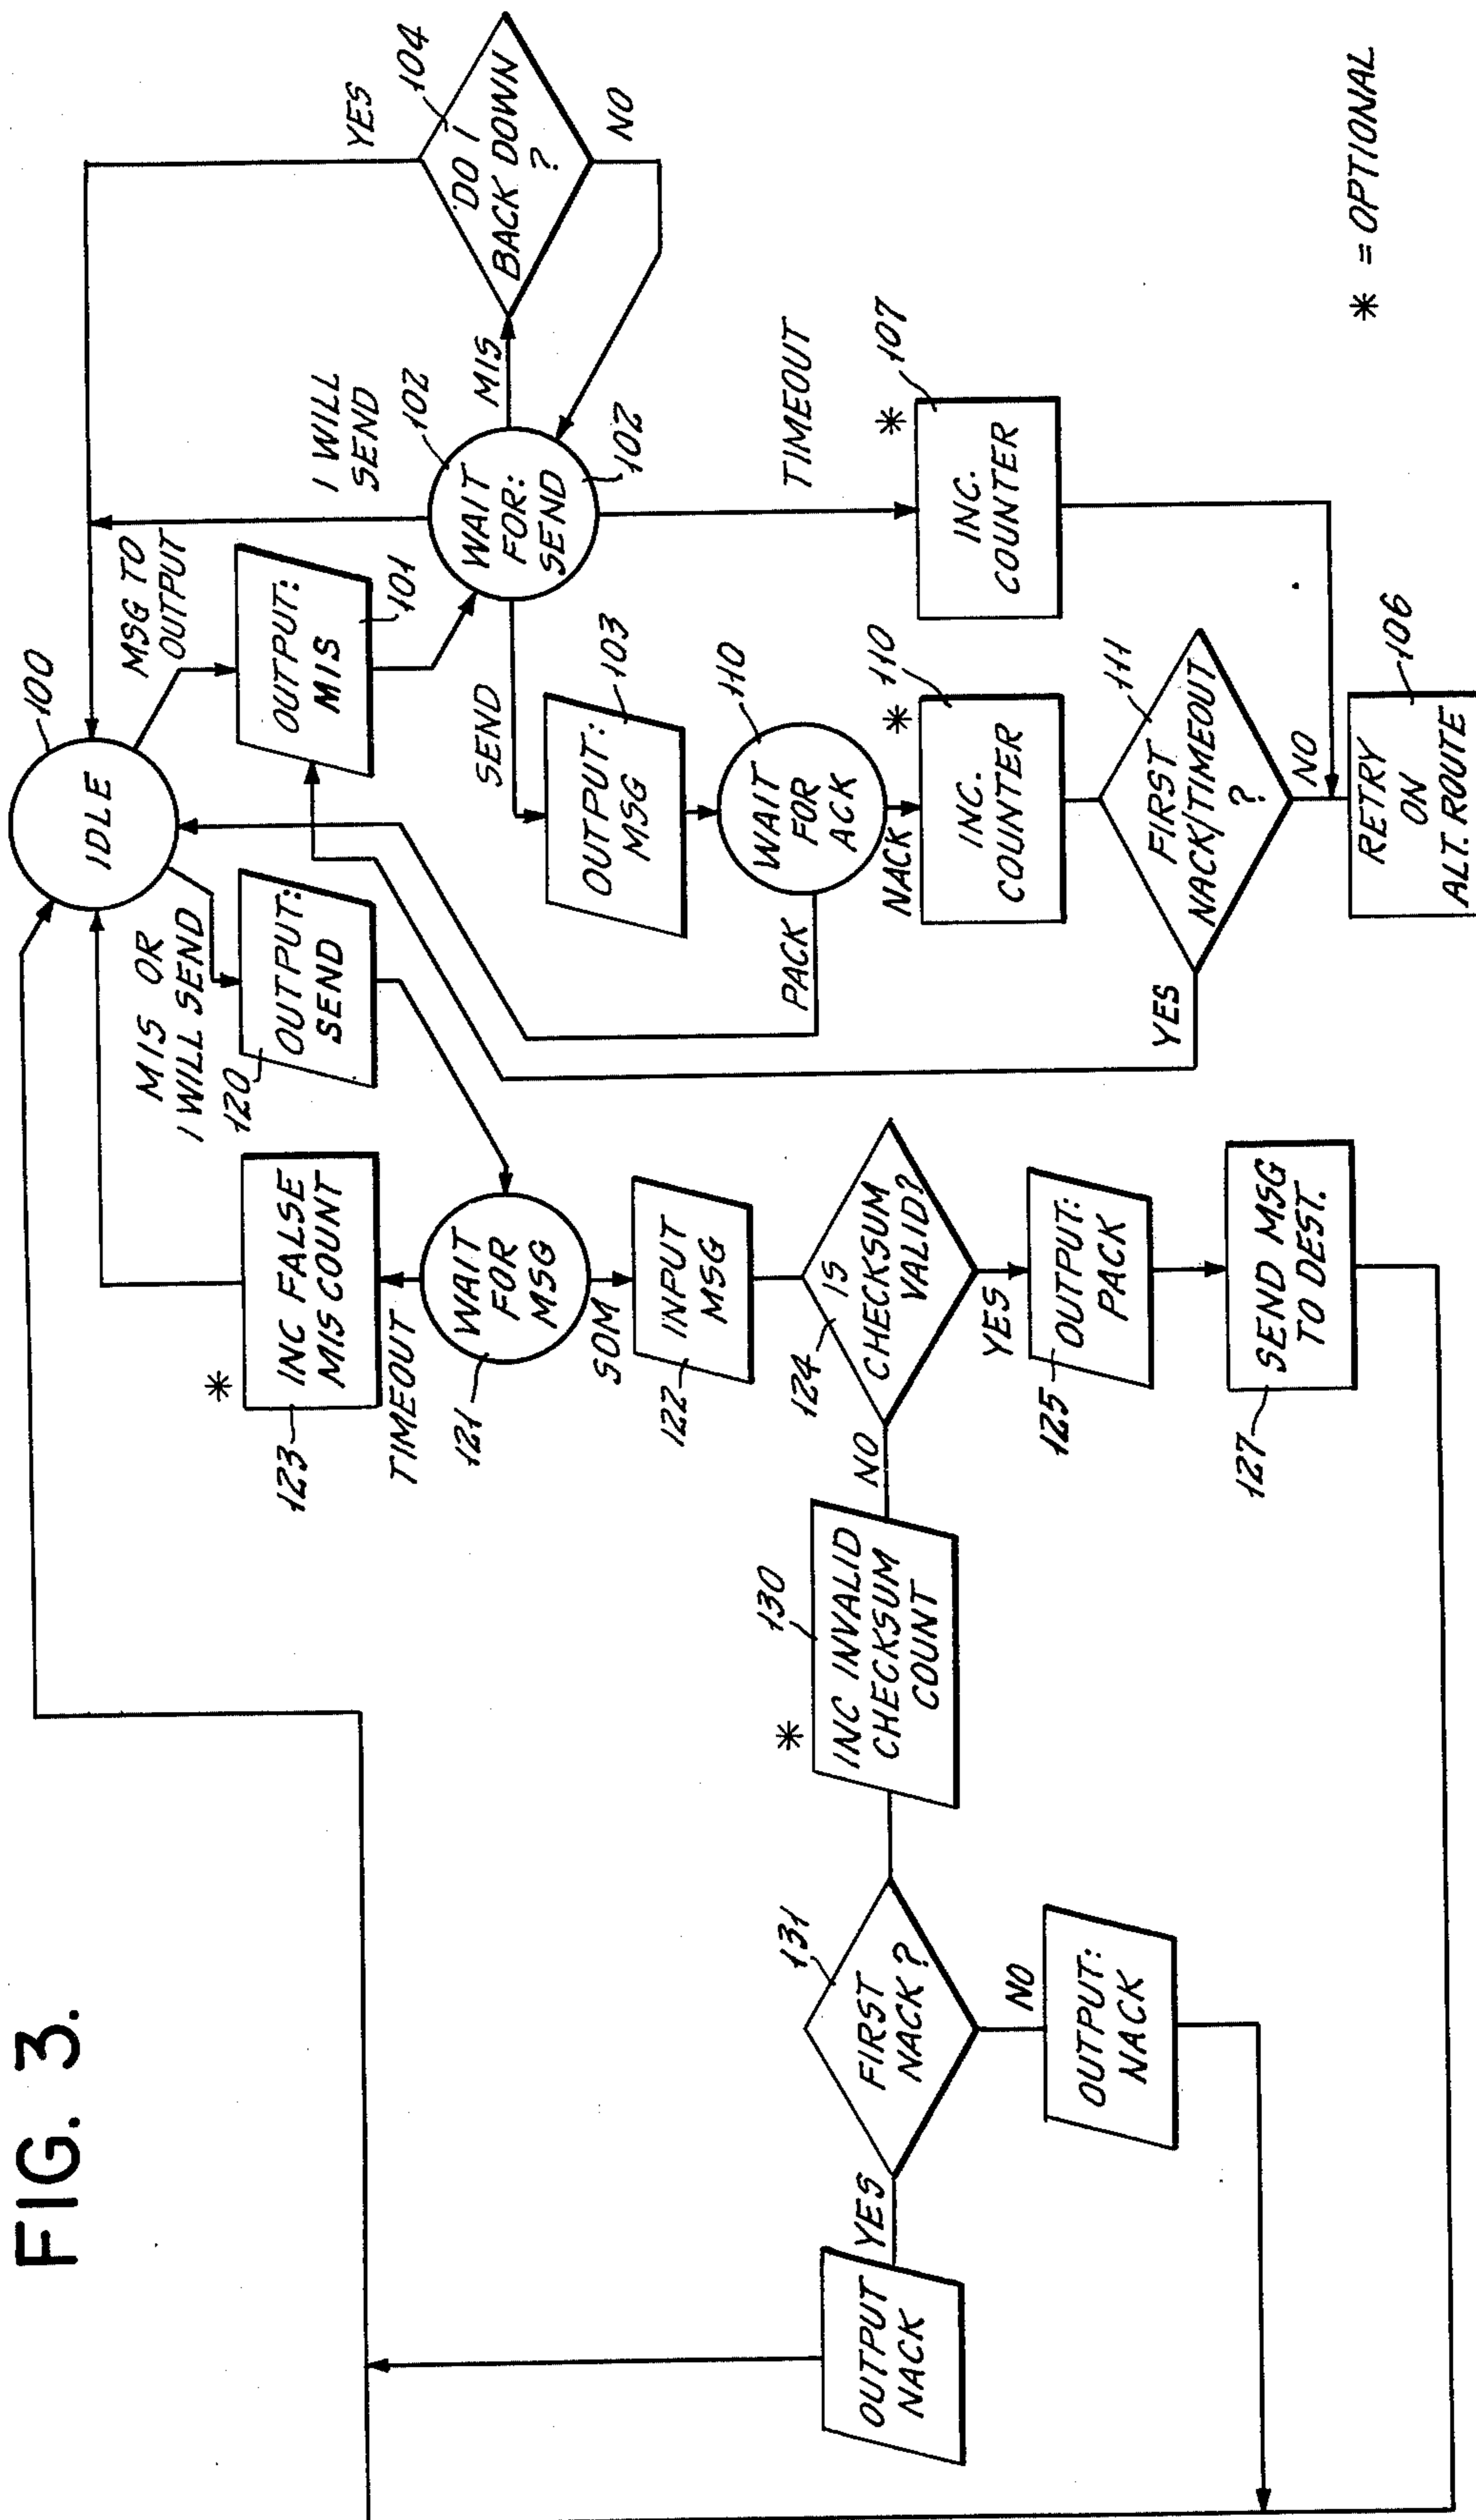 FIG. 3.
100
IDLE
MSG TO
OUTPUT
OUTPUT:
MIS
101
I WILL
SEND
102
WAIT
FOR:
SEND
102
MIS
YES
104
DO I
BACK DOWN
?
NO
SEND
OUTPUT:
MSG
103
TIMEOUT
*
107
INC.
COUNTER
WAIT
FOR
ACK
110
PACK
NACK
*
110
INC.
COUNTER
FIRST
NACK/TIMEOUT
?
111
YES
NO
RETRY
ON
ALT. ROUTE
106
MIS OR
I WILL SEND
120
OUTPUT:
SEND
*
INC FALSE
MIS COUNT
123
TIMEOUT
WAIT
FOR
MSG
121
SOM
INPUT
MSG
122
IS
CHECKSUM
VALID?
124
YES
OUTPUT:
PACK
125
SEND MSG
TO DEST.
127
NO
*
130
INC INVALID
CHECKSUM
COUNT
131
FIRST
NACK?
YES
OUTPUT
NACK
NO
OUTPUT:
NACK
* = OPTIONAL